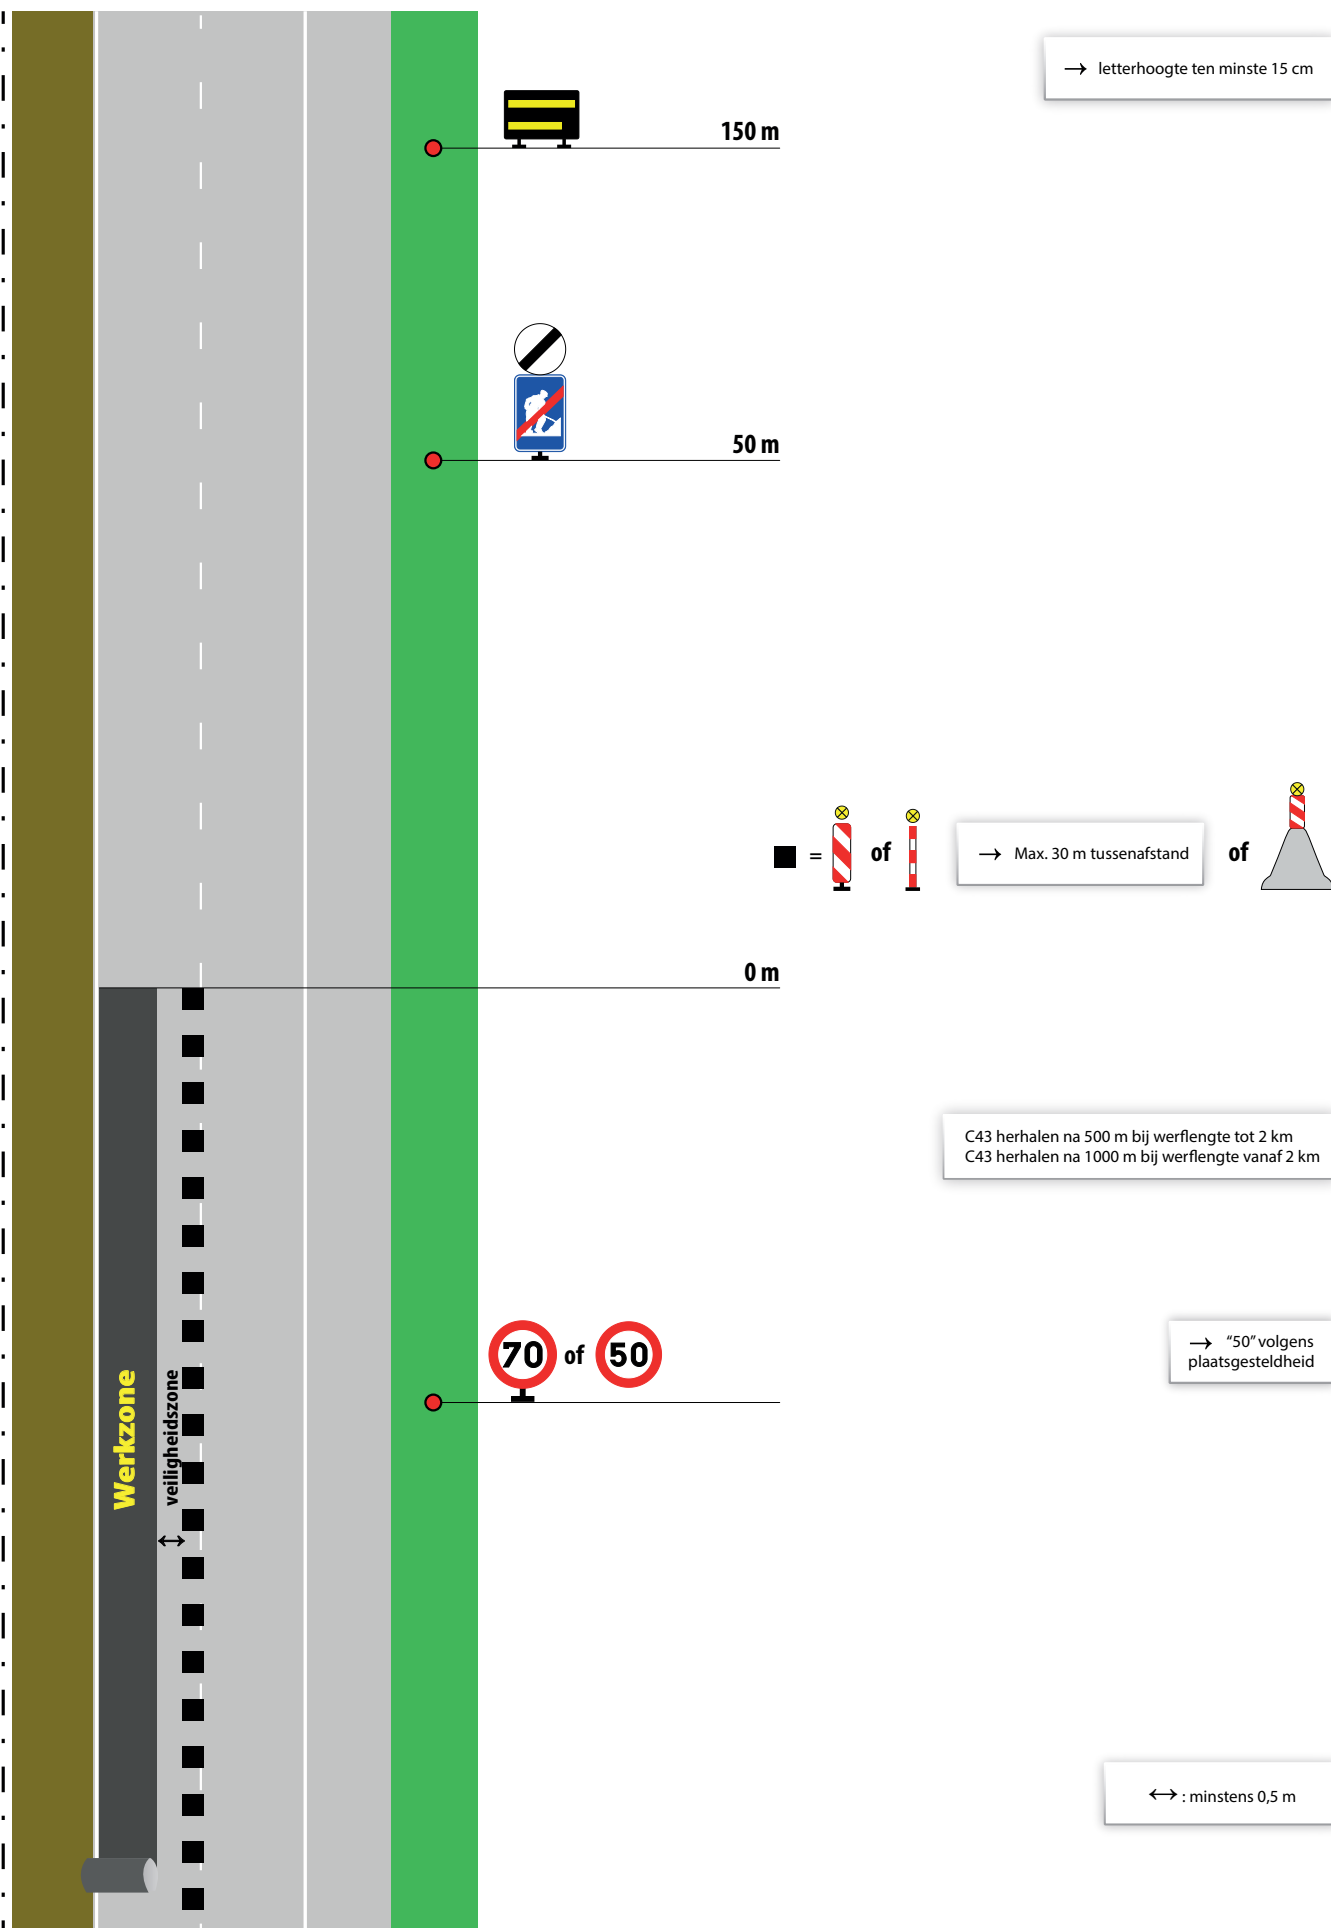 → letterhoogte ten minste 15 cm
150 m
50 m
= of → Max. 30 m tussenafstand of
0 m
C43 herhalen na 500 m bij werflengte tot 2 km
C43 herhalen na 1000 m bij werflengte vanaf 2 km
70 of 50
→ “50” volgens
plaatsgesteldheid
Werkzone
veiligheidszone
↔ : minstens 0,5 m